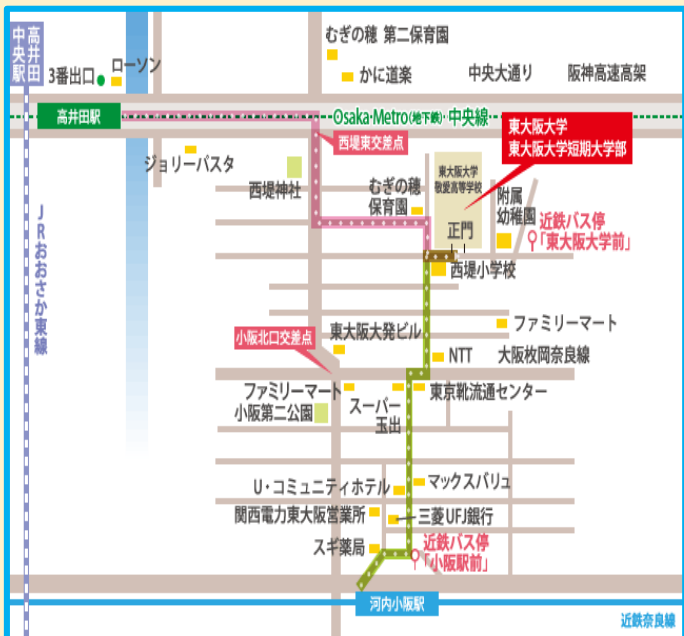 高井田
中央駅
3番出口
ローソン
むぎの穂 第二保育園
かに道楽
中央大通り
阪神高速高架
高井田駅
Osaka Metro(地下鉄)・中央線
東大阪大学
東大阪大学短期大学部
西堤東交差点
ジョリーパスタ
西堤神社
むぎの穂
保育園
東大阪大学
敬愛高等学校
正門
附属
幼稚園
近鉄バス停
「東大阪大学前」
西堤小学校
JRおおさか東線
小阪北口交差点
東大阪大発ビル
ファミリーマート
NTT
大阪枚岡奈良線
ファミリーマート
小阪第二公園
スーパー
玉出
東京靴流通センター
U・コミュニティホテル
マックスバリュ
関西電力東大阪営業所
三菱UFJ銀行
スギ薬局
近鉄バス停
「小阪駅前」
河内小阪駅
近鉄奈良線